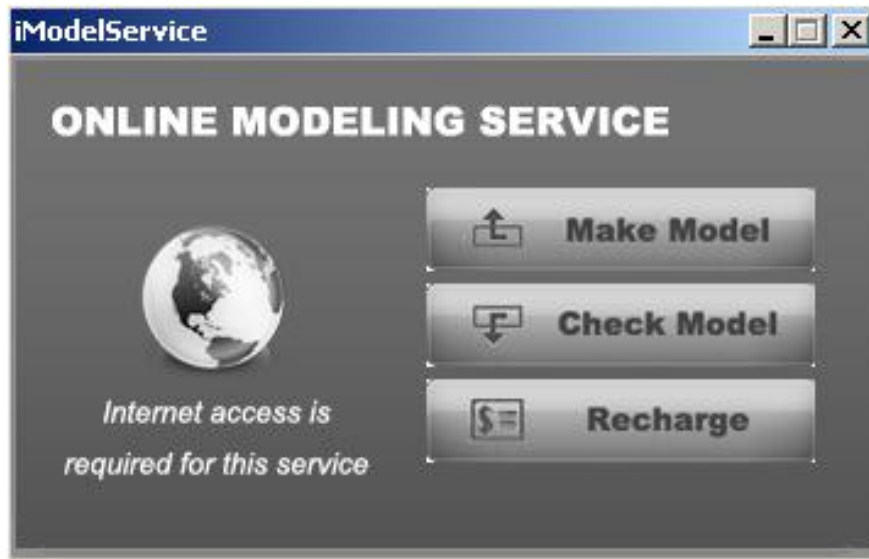 iModelService
ONLINE MODELING SERVICE
Make Model
Check Model
$= Recharge
Internet access is
required for this service